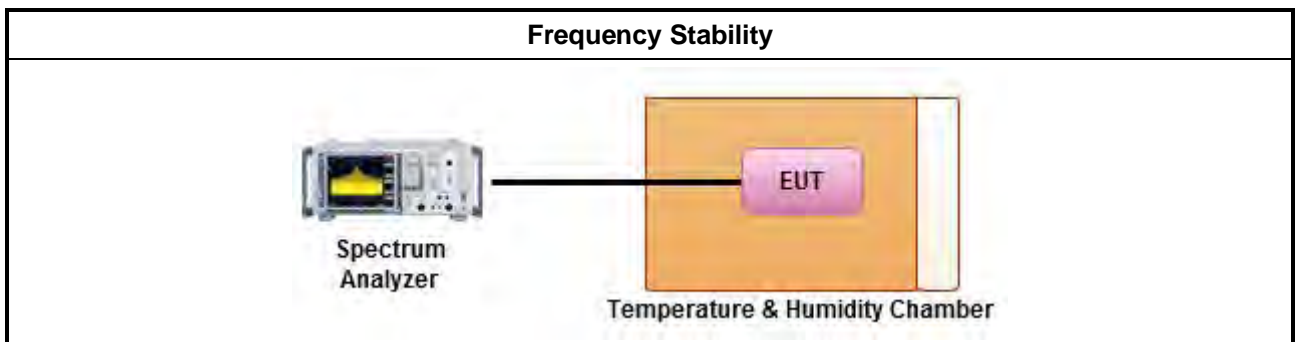 Frequency Stability
EUT
Spectrum
Analyzer
Temperature & Humidity Chamber